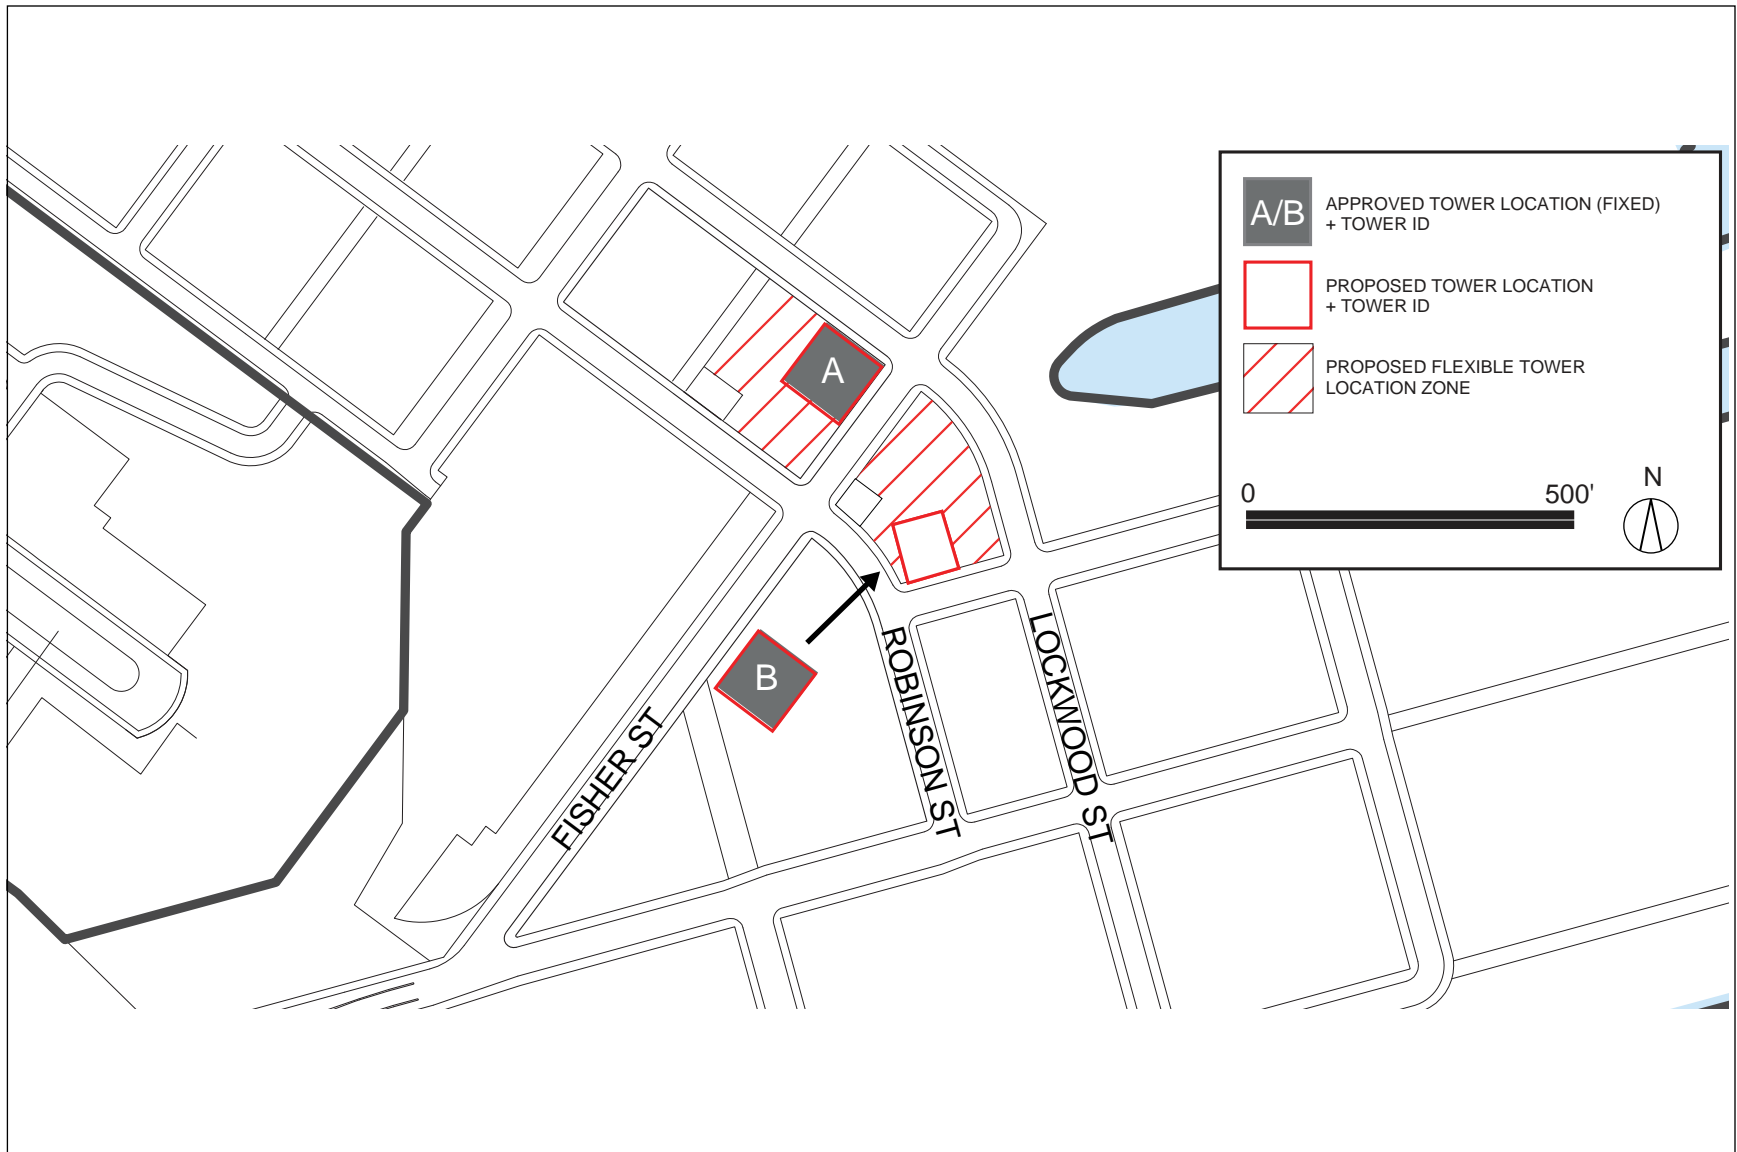 A/B
APPROVED TOWER LOCATION (FIXED)
+ TOWER ID
PROPOSED TOWER LOCATION
+ TOWER ID
PROPOSED FLEXIBLE TOWER
LOCATION ZONE
0 500'
N
A
B
FISHER ST
ROBINSON ST
LOCKWOOD ST